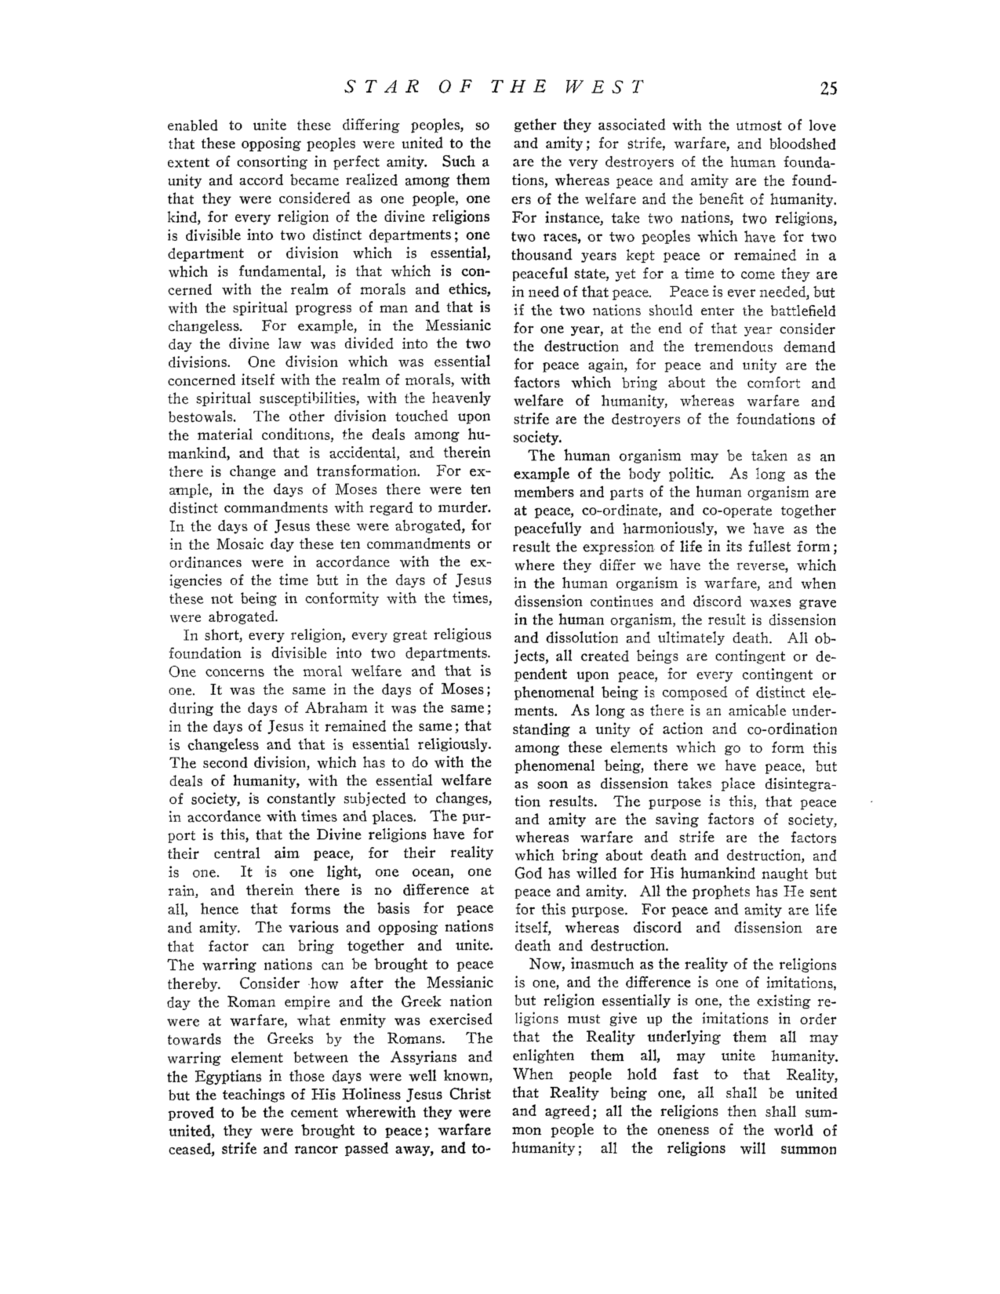 STAR OF THE WEST 25
enabled to unite these differing peoples, so
that these opposing peoples were united to the
extent of consorting in perfect amity. Such a
unity and accord became realized among them
that they were considered as one people, one
kind, for every religion of the divine religions
is divisible into two distinct departments; one
department or division which is essential,
which is fundamental, is that which is con-
cerned with the realm of morals and ethics,
with the spiritual progress of man and that is
changeless. For example, in the Messianic
day the divine law was divided into the two
divisions. One division which was essential
concerned itself with the realm of morals, with
the spiritual susceptibilities, with the heavenly
bestowals. The other division touched upon
the material conditions, the deals among hu-
mankind, and that is accidental, and therein
there is change and transformation. For ex-
ample, in the days of Moses there were ten
distinct commandments with regard to murder.
In the days of Jesus these were abrogated, for
in the Mosaic day these ten commandments or
ordinances were in accordance with the ex-
igencies of the time but in the days of Jesus
these not being in conformity with the times,
were abrogated.
In short, every religion, every great religious
foundation is divisible into two departments.
One concerns the moral welfare and that is
one. It was the same in the days of Moses;
during the days of Abraham it was the same;
in the days of Jesus it remained the same; that
is changeless and that is essential religiously.
The second division, which has to do with the
deals of humanity, with the essential welfare
of society, is constantly subjected to changes,
in accordance with times and places. The pur-
port is this, that the Divine religions have for
their central aim peace, for their reality
is one. It is one light, one ocean, one
rain, and therein there is no difference at
all, hence that forms the basis for peace
and amity. The various and opposing nations
that factor can bring together and unite.
The warring nations can be brought to peace
thereby. Consider how after the Messianic
day the Roman empire and the Greek nation
were at warfare, what enmity was exercised
towards the Greeks by the Romans. The
warring element between the Assyrians and
the Egyptians in those days were well known,
but the teachings of His Holiness Jesus Christ
proved to be the cement wherewith they were
united, they were brought to peace; warfare
ceased, strife and rancor passed away, and to-
gether they associated with the utmost of love
and amity; for strife, warfare, and bloodshed
are the very destroyers of the human founda-
tions, whereas peace and amity are the found-
ers of the welfare and the benefit of humanity.
For instance, take two nations, two religions,
two races, or two peoples which have for two
thousand years kept peace or remained in a
peaceful state, yet for a time to come they are
in need of that peace. Peace is ever needed, but
if the two nations should enter the battlefield
for one year, at the end of that year consider
the destruction and the tremendous demand
for peace again, for peace and unity are the
factors which bring about the comfort and
welfare of humanity, whereas warfare and
strife are the destroyers of the foundations of
society.
The human organism may be taken as an
example of the body politic. As long as the
members and parts of the human organism are
at peace, co-ordinate, and co-operate together
peacefully and harmoniously, we have as the
result the expression of life in its fullest form;
where they differ we have the reverse, which
in the human organism is warfare, and when
dissension continues and discord waxes grave
in the human organism, the result is dissension
and dissolution and ultimately death. All ob-
jects, all created beings are contingent or de-
pendent upon peace, for every contingent or
phenomenal being is composed of distinct ele-
ments. As long as there is an amicable under-
standing a unity of action and co-ordination
among these elements which go to form this
phenomenal being, there we have peace, but
as soon as dissension takes place disintegra-
tion results. The purpose is this, that peace
and amity are the saving factors of society,
whereas warfare and strife are the factors
which bring about death and destruction, and
God has willed for His humankind naught but
peace and amity. All the prophets has He sent
for this purpose. For peace and amity are life
itself, whereas discord and dissension are
death and destruction.
Now, inasmuch as the reality of the religions
is one, and the difference is one of imitations,
but religion essentially is one, the existing re-
ligions must give up the imitations in order
that the Reality underlying them all may
enlighten them all, may unite humanity.
When people hold fast to that Reality,
that Reality being one, all shall be united
and agreed; all the religions then shall sum-
mon people to the oneness of the world of
humanity; all the religions will summon